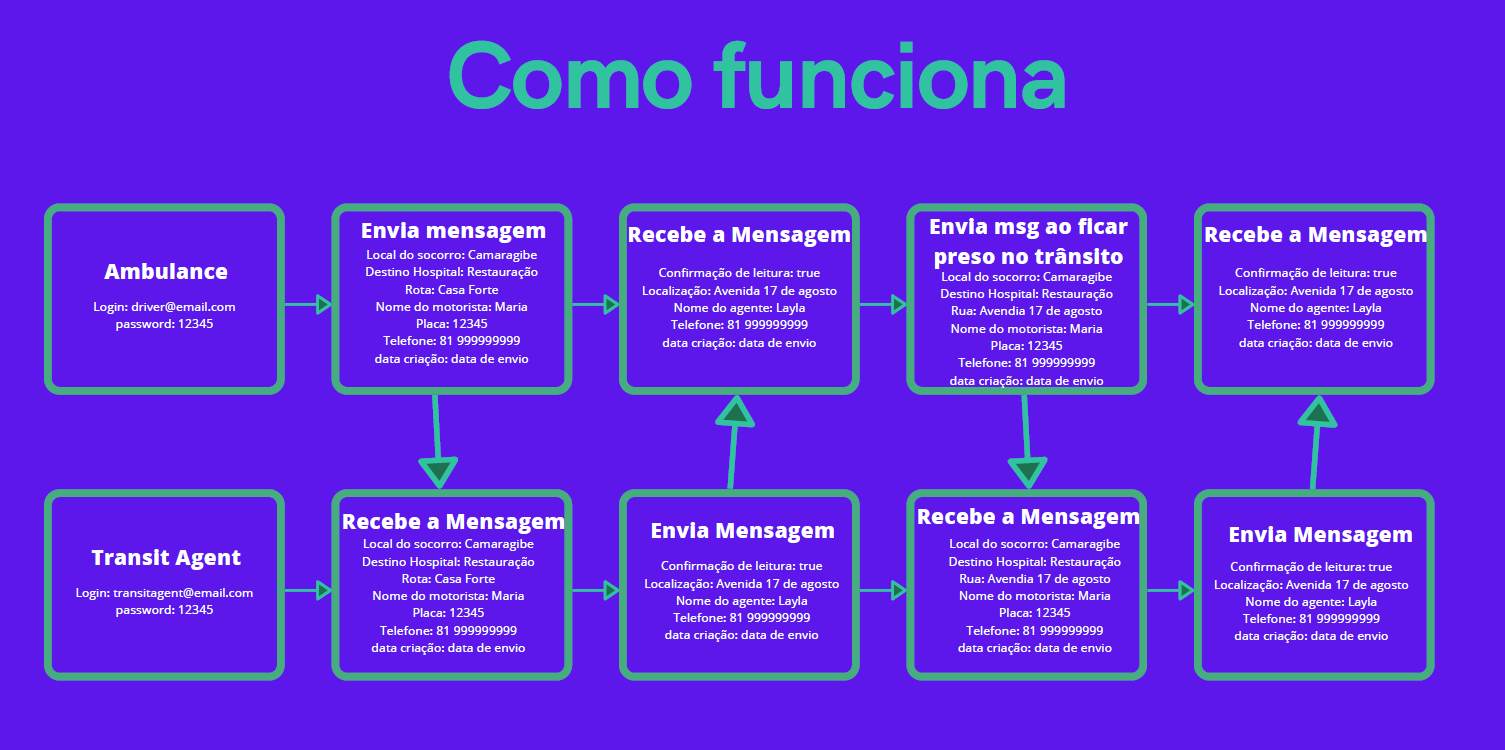 Como funciona
Ambulance
Login: driver@email.com
password: 12345
Envia mensagem
Local do socorro: Camaragibe
Destino Hospital: Restauração
Rota: Casa Forte
Nome do motorista: Maria
Placa: 12345
Telefone: 81 999999999
data criação: data de envio
Recebe a Mensagem
Confirmação de leitura: true
Localização: Avenida 17 de agosto
Nome do agente: Layla
Telefone: 81 999999999
data criação: data de envio
Envia msg ao ficar
preso no trânsito
Local do socorro: Camaragibe
Destino Hospital: Restauração
Rua: Avendia 17 de agosto
Nome do motorista: Maria
Placa: 12345
Telefone: 81 999999999
data criação: data de envio
Recebe a Mensagem
Confirmação de leitura: true
Localização: Avenida 17 de agosto
Nome do agente: Layla
Telefone: 81 999999999
data criação: data de envio
Transit Agent
Login: transitagent@email.com
password: 12345
Recebe a Mensagem
Local do socorro: Camaragibe
Destino Hospital: Restauração
Rota: Casa Forte
Nome do motorista: Maria
Placa: 12345
Telefone: 81 999999999
data criação: data de envio
Envia Mensagem
Confirmação de leitura: true
Localização: Avenida 17 de agosto
Nome do agente: Layla
Telefone: 81 999999999
data criação: data de envio
Recebe a Mensagem
Local do socorro: Camaragibe
Destino Hospital: Restauração
Rua: Avendia 17 de agosto
Nome do motorista: Maria
Placa: 12345
Telefone: 81 999999999
data criação: data de envio
Envia Mensagem
Confirmação de leitura: true
Localização: Avenida 17 de agosto
Nome do agente: Layla
Telefone: 81 999999999
data criação: data de envio